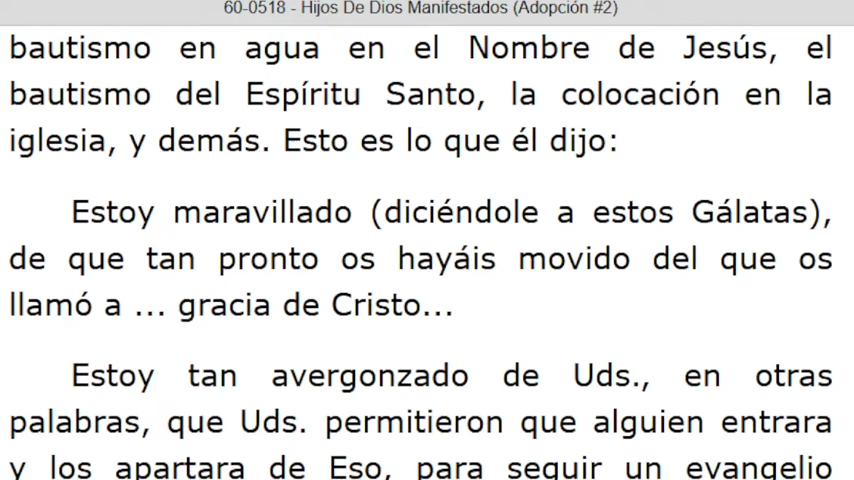 60-0518 - Hijos De Dios Manifestados (Adopción #2)
bautismo en agua en el Nombre de Jesús, el
bautismo del Espíritu Santo, la colocación en la
iglesia, y demás. Esto es lo que él dijo:
Estoy maravillado (diciéndole a estos Gálatas),
de que tan pronto os hayáis movido del que os
llamó a ... gracia de Cristo...
Estoy tan avergonzado de Uds., en otras
palabras, que Uds. permitieron que alguien entrara
y los apartara de Eso, para seguir un evangelio